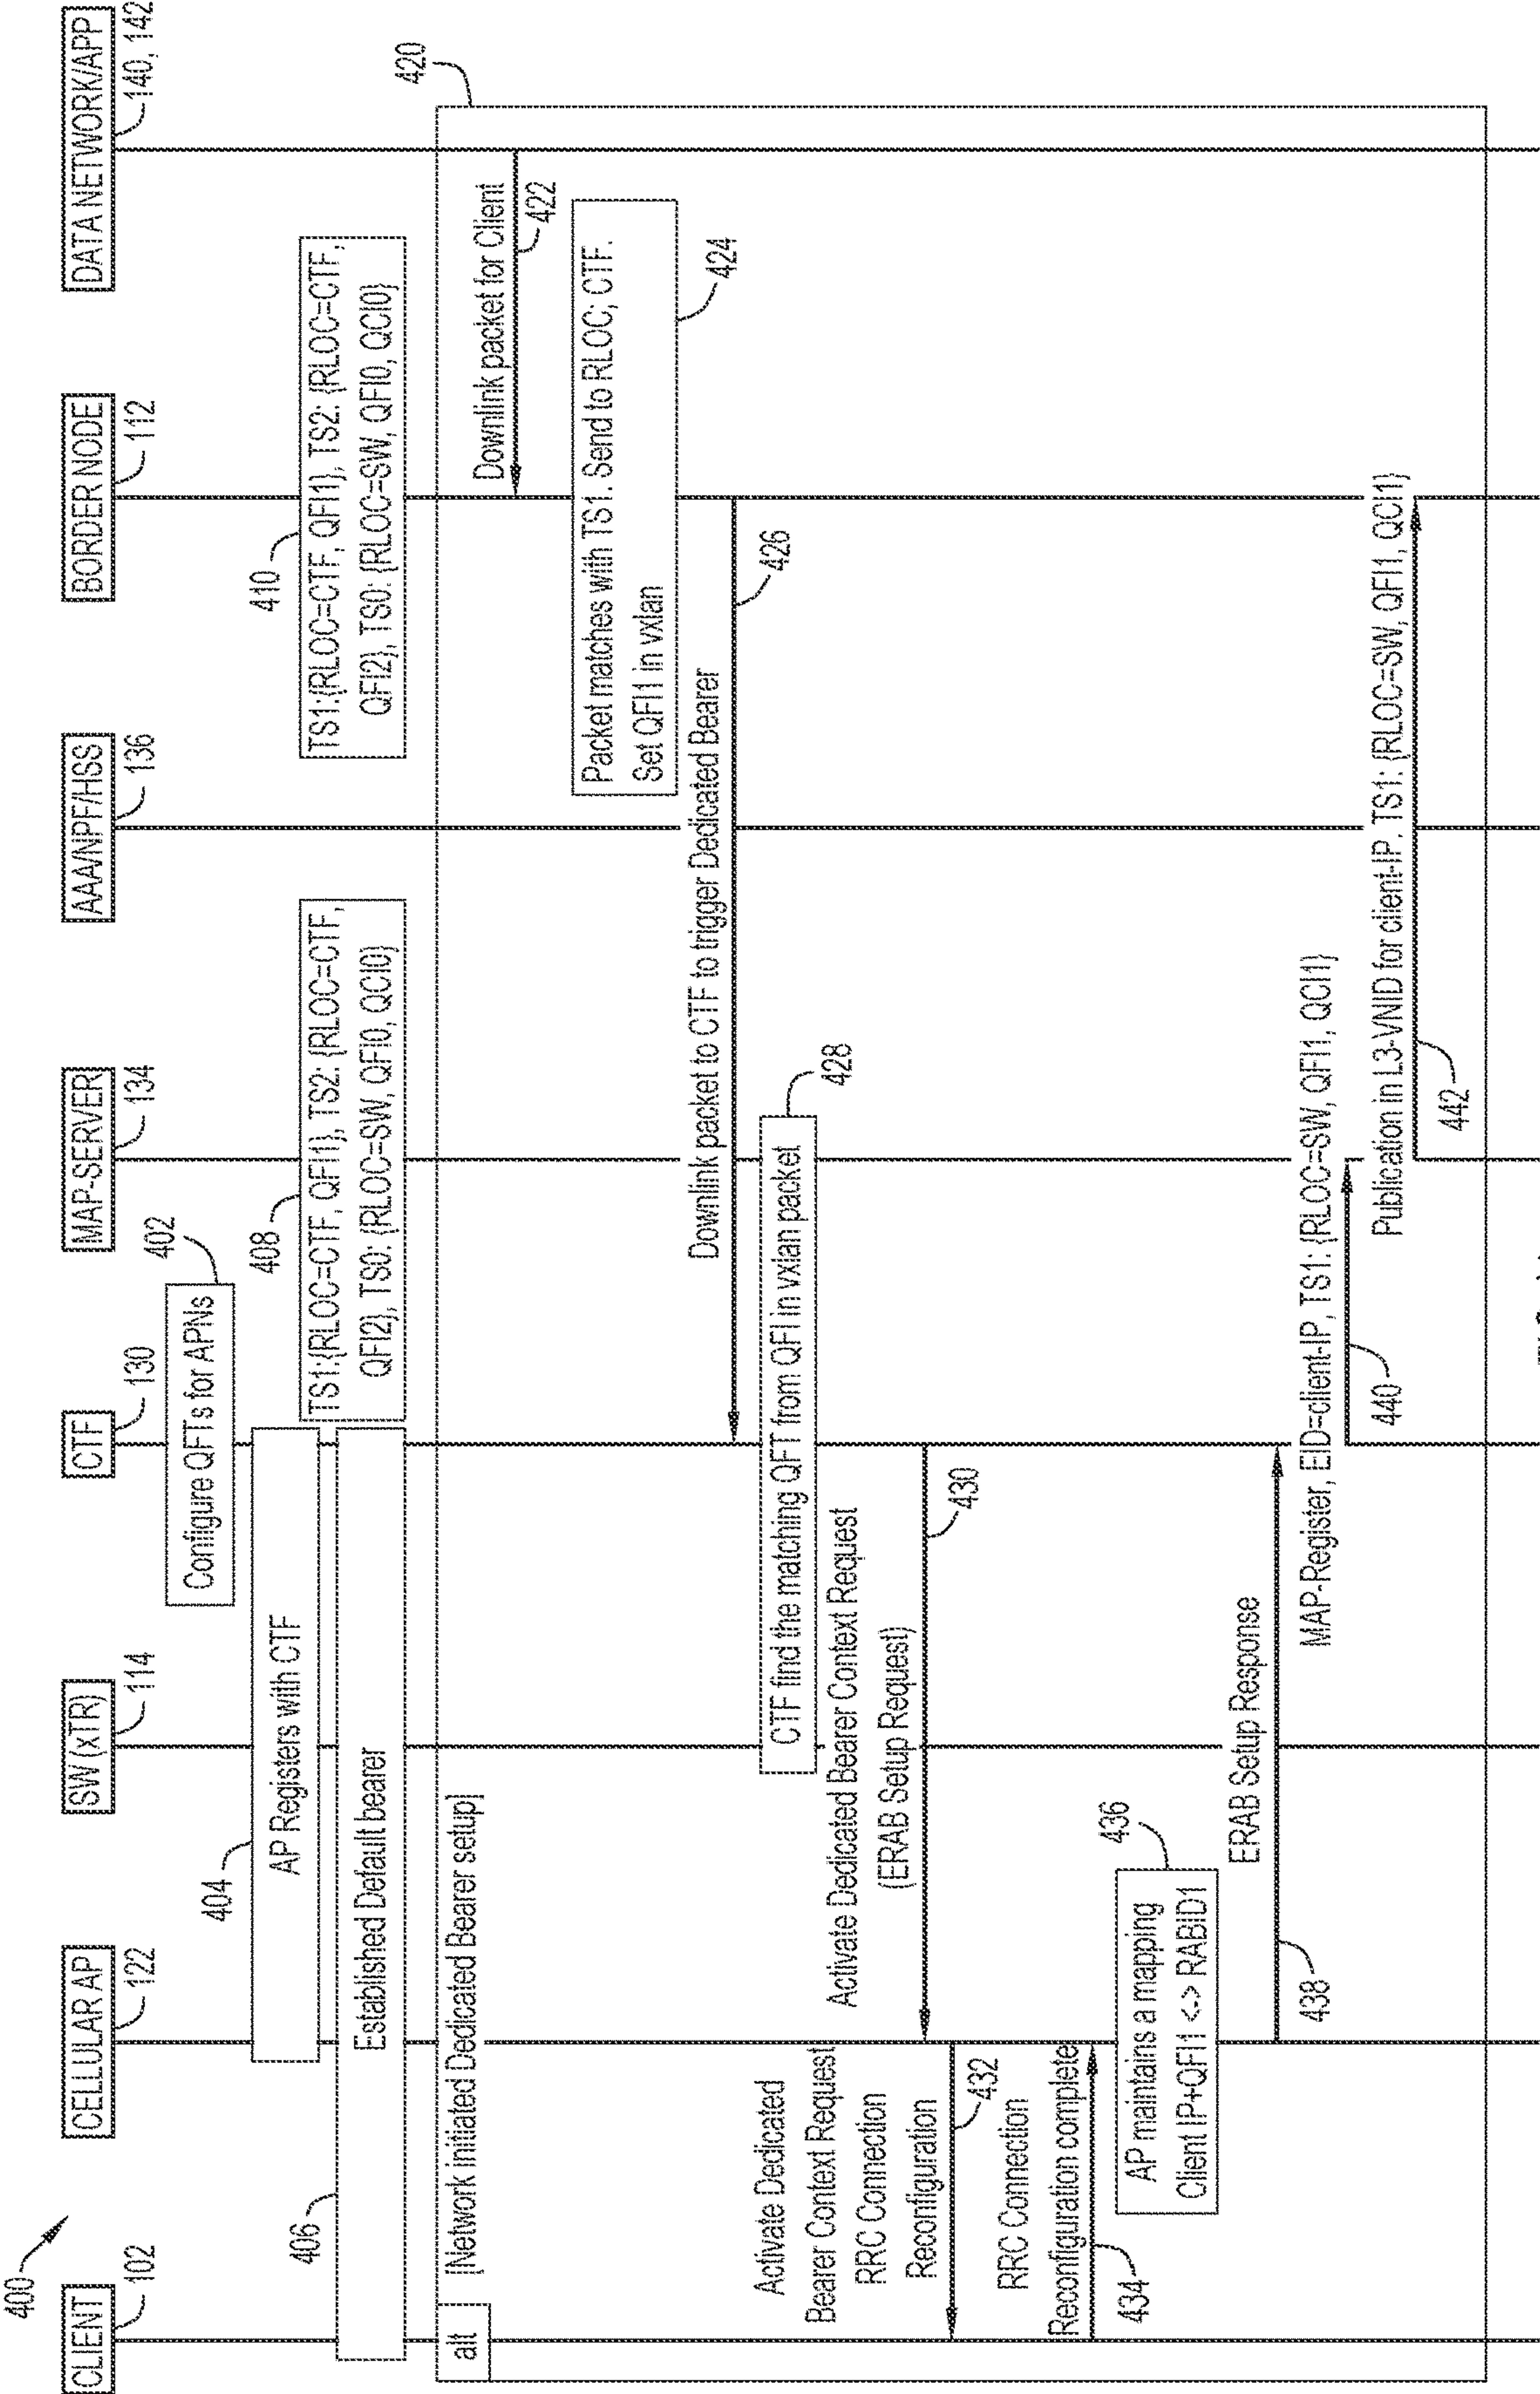 400
CLIENT
102
CELLULAR AP
122
SW (xTR)
114
CTF
130
MAP-SERVER
134
AAA/NPF/HSS
136
BORDER NODE
112
DATA NETWORK/APP
140, 142
402
Configure QFTs for APNs
404
AP Registers with CTF
406
Established Default bearer
408
TS1:{RLOC=CTF, QFI1}, TS2: {RLOC=CTF,
QFI2}, TS0: {RLOC=SW, QFI0, QCI0}
410
TS1:{RLOC=CTF, QFI1}, TS2: {RLOC=CTF,
QFI2}, TS0: {RLOC=SW, QFI0, QCI0}
420
alt
[Network initiated Dedicated Bearer setup]
Downlink packet for Client
422
Packet matches with TS1. Send to RLOC; CTF.
Set QFI1 in vxlan
424
Downlink packet to CTF to trigger Dedicated Bearer
426
CTF find the matching QFT from QFI in vxlan packet
428
Activate Dedicated Bearer Context Request
(ERAB Setup Request)
430
Activate Dedicated
Bearer Context Request
RRC Connection
Reconfiguration
432
RRC Connection
Reconfiguration complete
434
AP maintains a mapping
Client IP+QFI1 <-> RABID1
436
ERAB Setup Response
438
MAP-Register, EID=client-IP, TS1: {RLOC=SW, QFI1, QCI1}
440
Publication in L3-VNID for client-IP, TS1: {RLOC=SW, QFI1, QCI1}
442